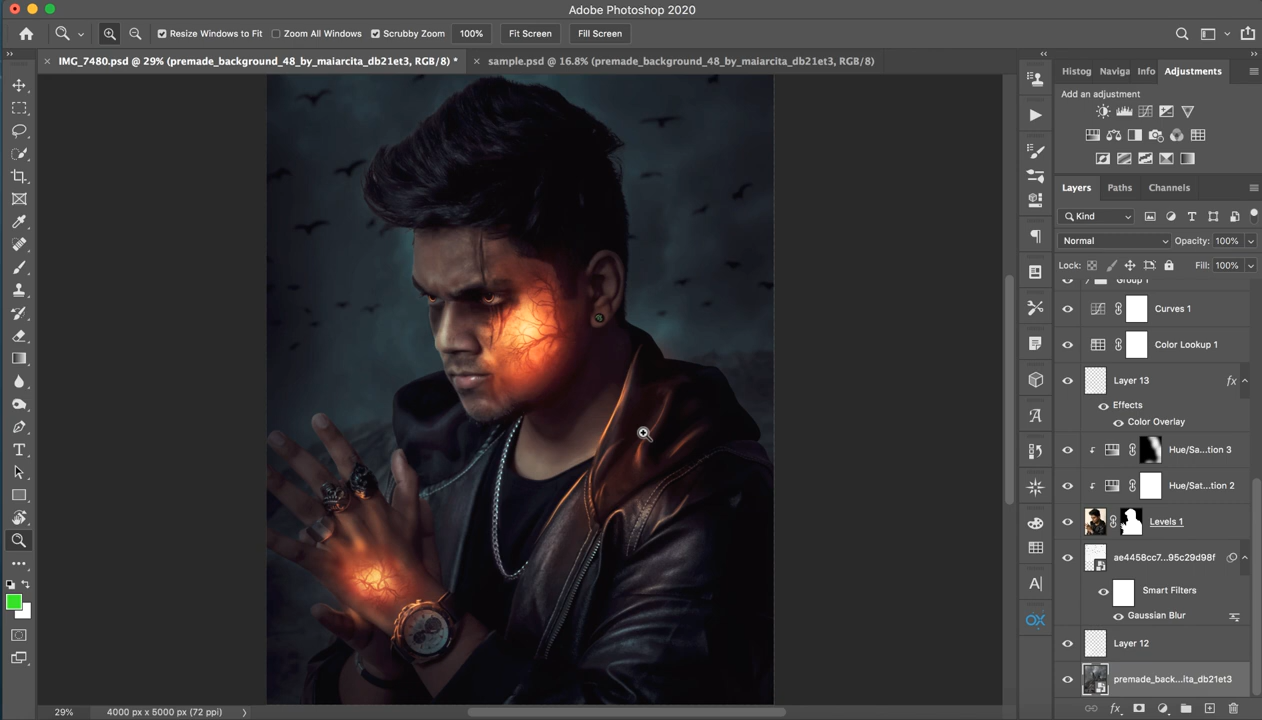 Adobe Photoshop 2020
Resize Windows to Fit Zoom All Windows Scrubby Zoom 100% Fit Screen Fill Screen
IMG_7480.psd @ 29% (premade_background_48_by_maiarcita_db21et3, RGB/8) * sample.psd @ 16.8% (premade_background_48_by_maiarcita_db21et3, RGB/8)
Histog Naviga Info Adjustments
Add an adjustment
Layers Paths Channels
Kind
Normal Opacity: 100%
Lock: Fill: 100%
Group 1
Curves 1
Color Lookup 1
Layer 13 fx
Effects
Color Overlay
Hue/Sa...tion 3
Hue/Sat...tion 2
Levels 1
ae4458cc7...95c29d98f
Smart Filters
Gaussian Blur
Layer 12
premade_back...ita_db21et3
29% 4000 px x 5000 px (72 ppi)
fx